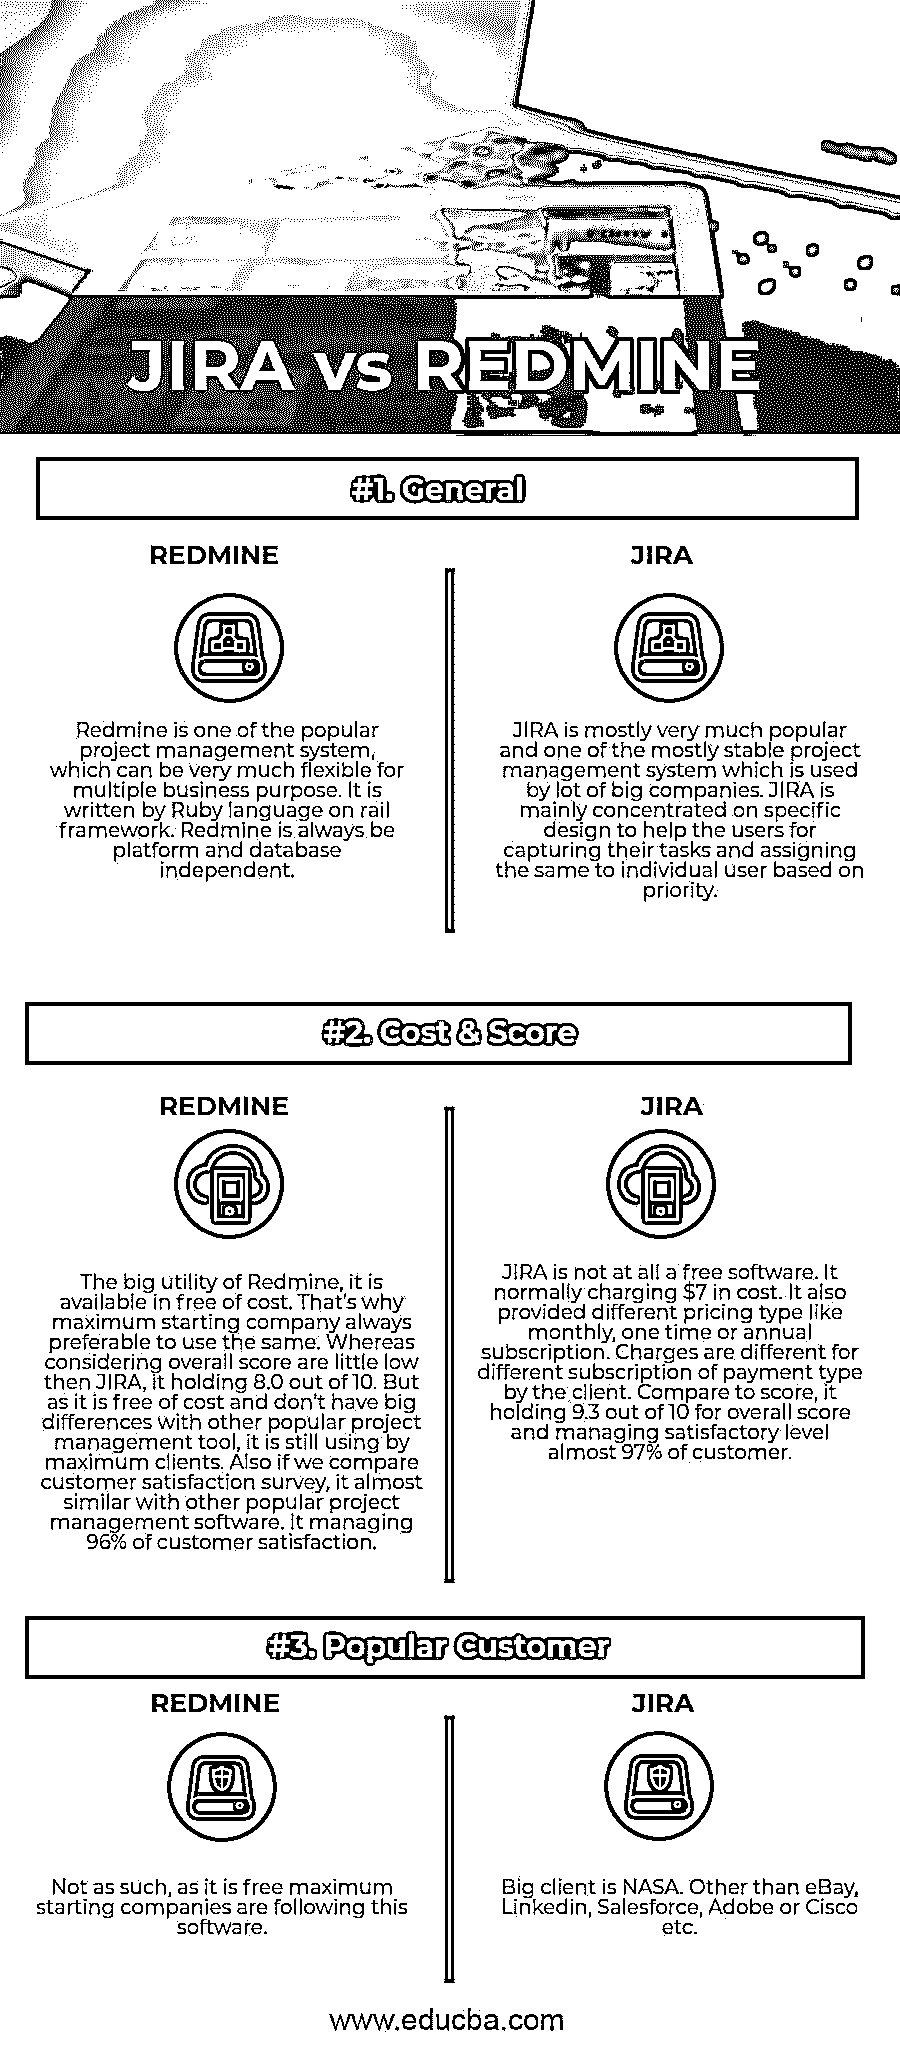 JIRA vs REDMINE
#1. General
REDMINE
Redmine is one of the popular
project management system,
which can be very much flexible for
multiple business purpose. It is
written by Ruby language on rail
framework. Redmine is always be
platform and database
independent.
JIRA
JIRA is mostly very much popular
and one of the mostly stable project
management system which is used
by lot of big companies. JIRA is
mainly concentrated on specific
design to help the users for
capturing their tasks and assigning
the same to individual user based on
priority.
#2. Cost & Score
REDMINE
The big utility of Redmine, it is
available in free of cost. That's why
maximum starting company always
preferable to use the same. Whereas
considering overall score are little low
then JIRA, it holding 8.0 out of 10. But
as it is free of cost and don't have big
differences with other popular project
management tool, it is still using by
maximum clients. Also if we compare
customer satisfaction survey, it almost
similar with other popular project
management software. It managing
96% of customer satisfaction.
JIRA
JIRA is not at all a free software. It
normally charging $7 in cost. It also
provided different pricing type like
monthly, one time or annual
subscription. Charges are different for
different subscription of payment type
by the client. Compare to score, it
holding 9.3 out of 10 for overall score
and managing satisfactory level
almost 97% of customer.
#3. Popular Customer
REDMINE
Not as such, as it is free maximum
starting companies are following this
software.
JIRA
Big client is NASA. Other than eBay,
Linkedin, Salesforce, Adobe or Cisco
etc.
www.educba.com